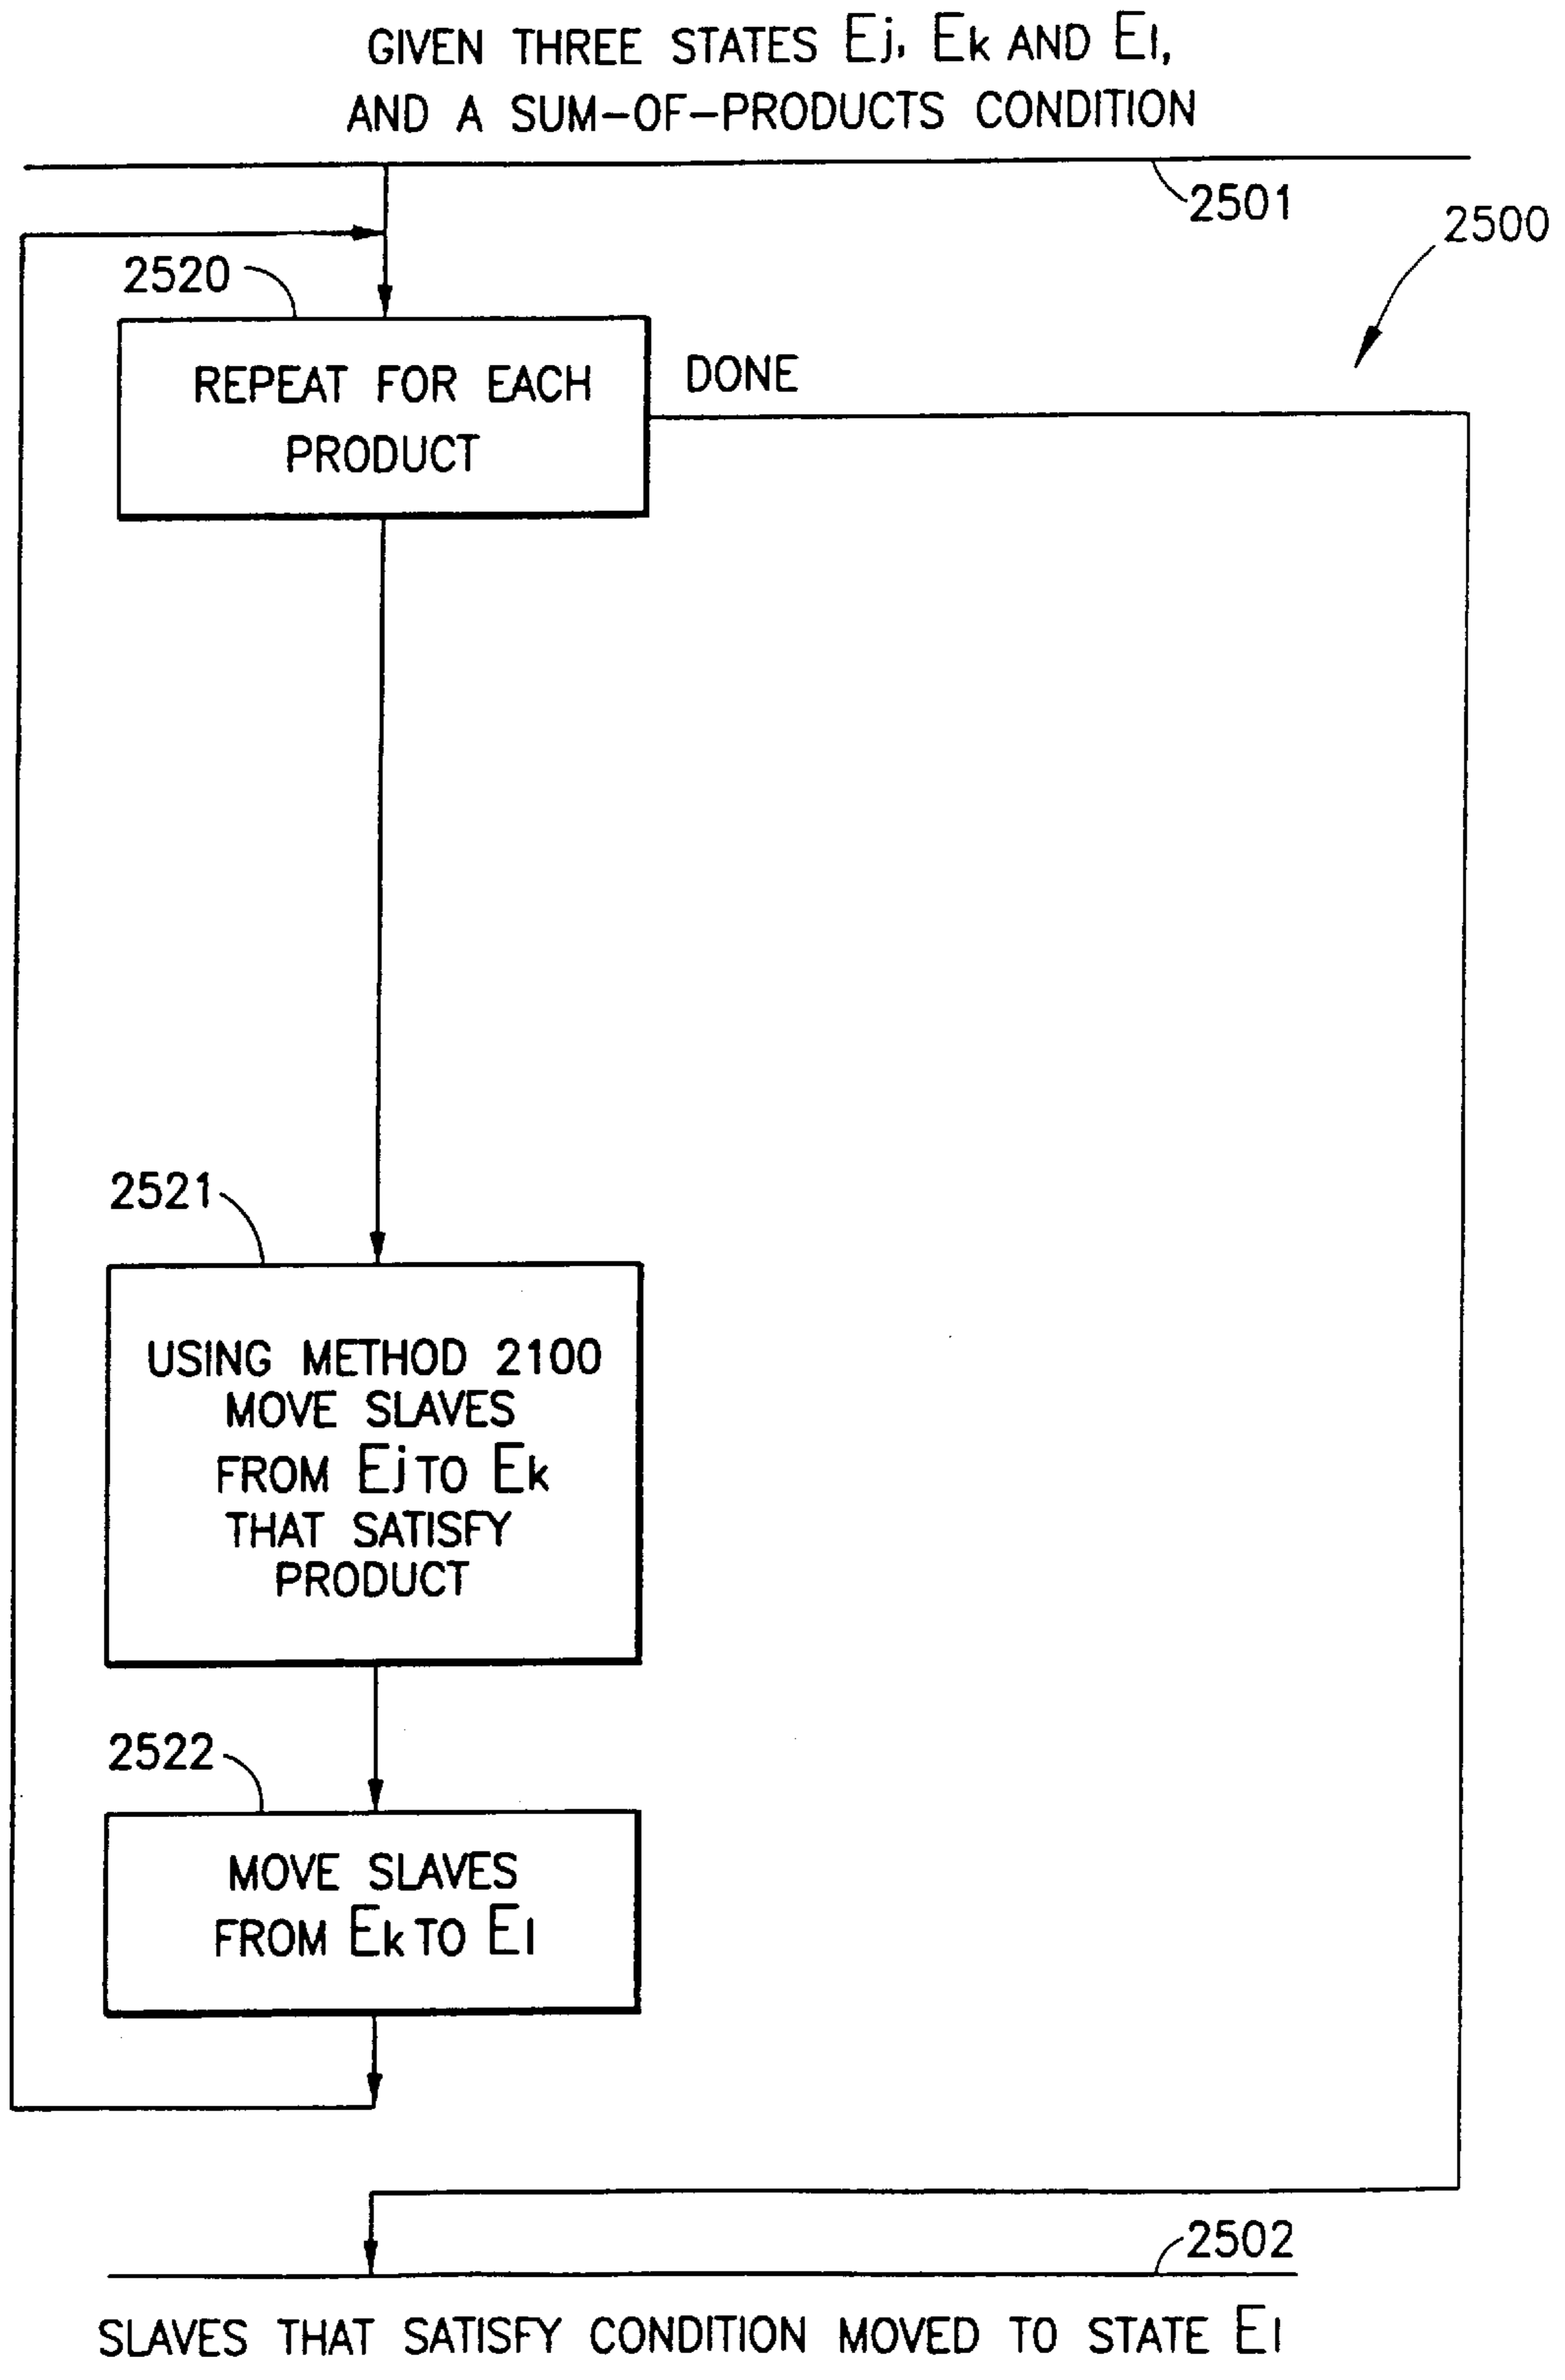 GIVEN THREE STATES Ej, Ek AND El,
AND A SUM-OF-PRODUCTS CONDITION
2501
2500
2520
REPEAT FOR EACH
PRODUCT
DONE
2521
USING METHOD 2100
MOVE SLAVES
FROM Ej TO Ek
THAT SATISFY
PRODUCT
2522
MOVE SLAVES
FROM Ek TO El
2502
SLAVES THAT SATISFY CONDITION MOVED TO STATE El